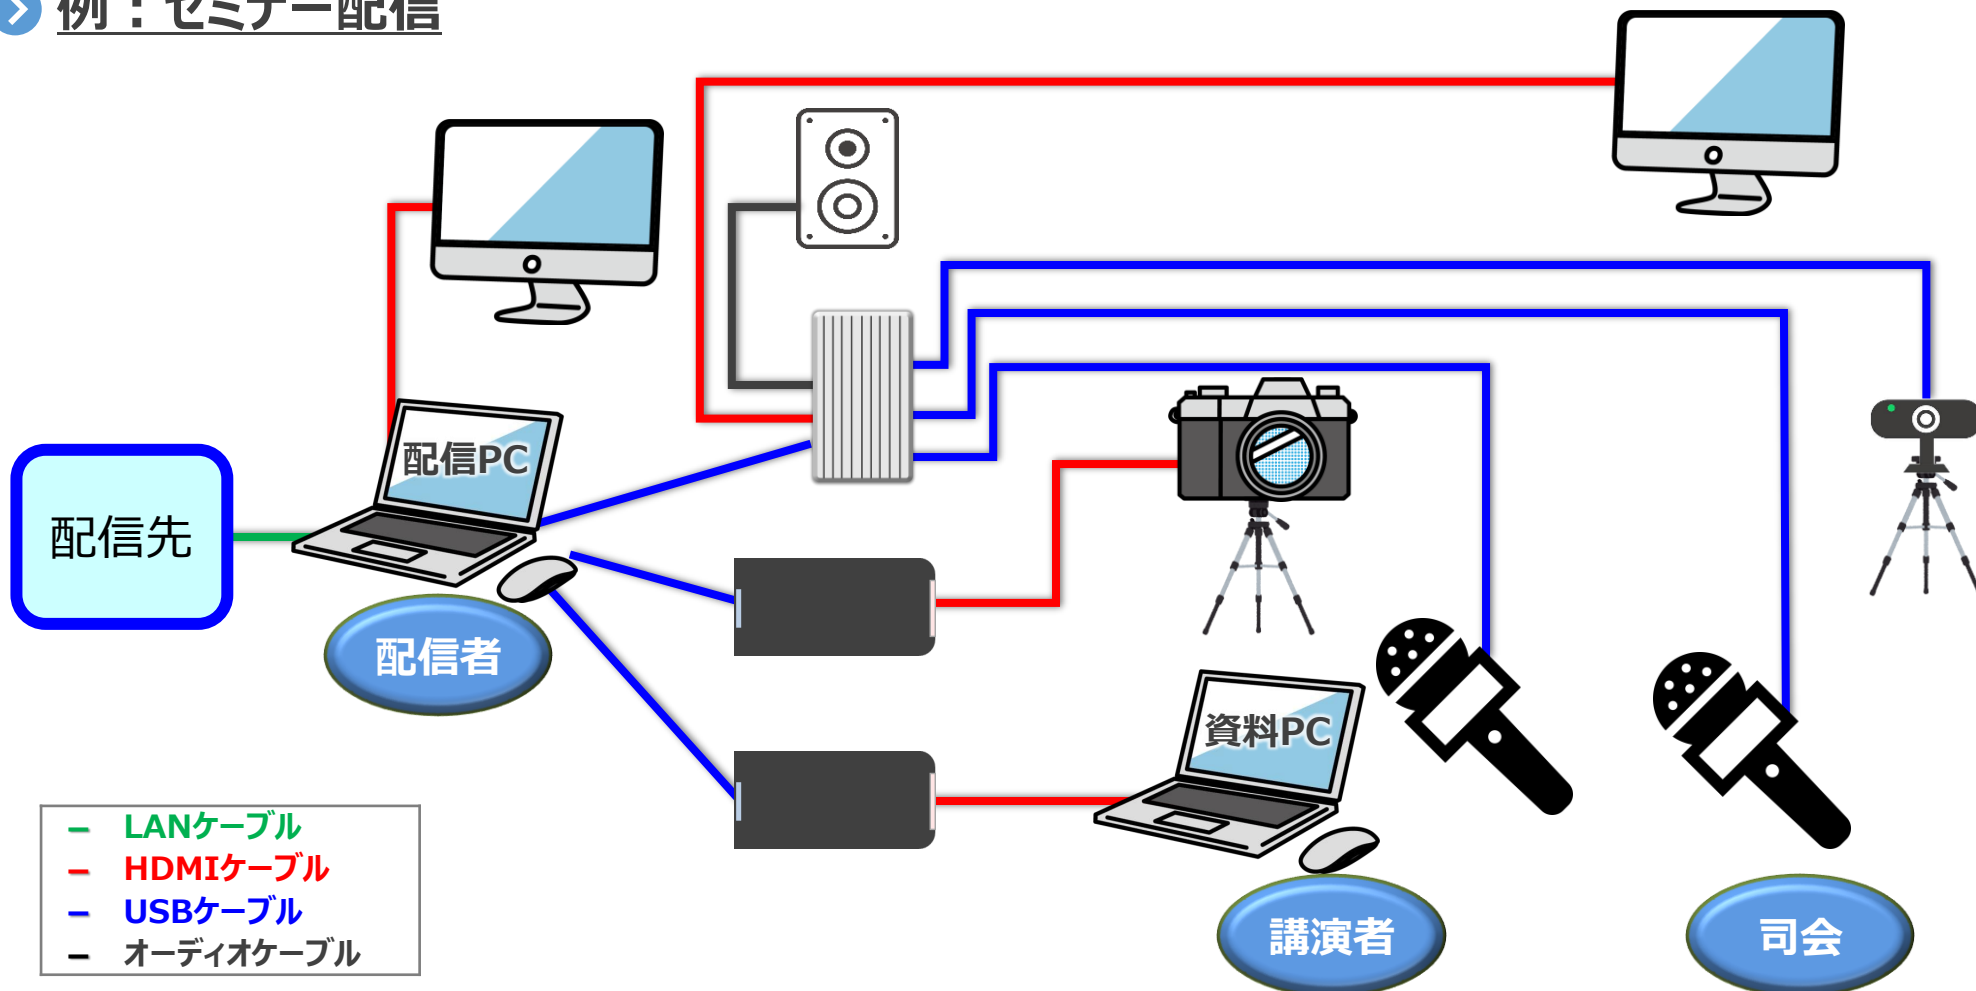 例：セミナー配信
配信PC
配信先
配信者
資料PC
－ LANケーブル
－ HDMIケーブル
－ USBケーブル
－ オーディオケーブル
講演者
司会